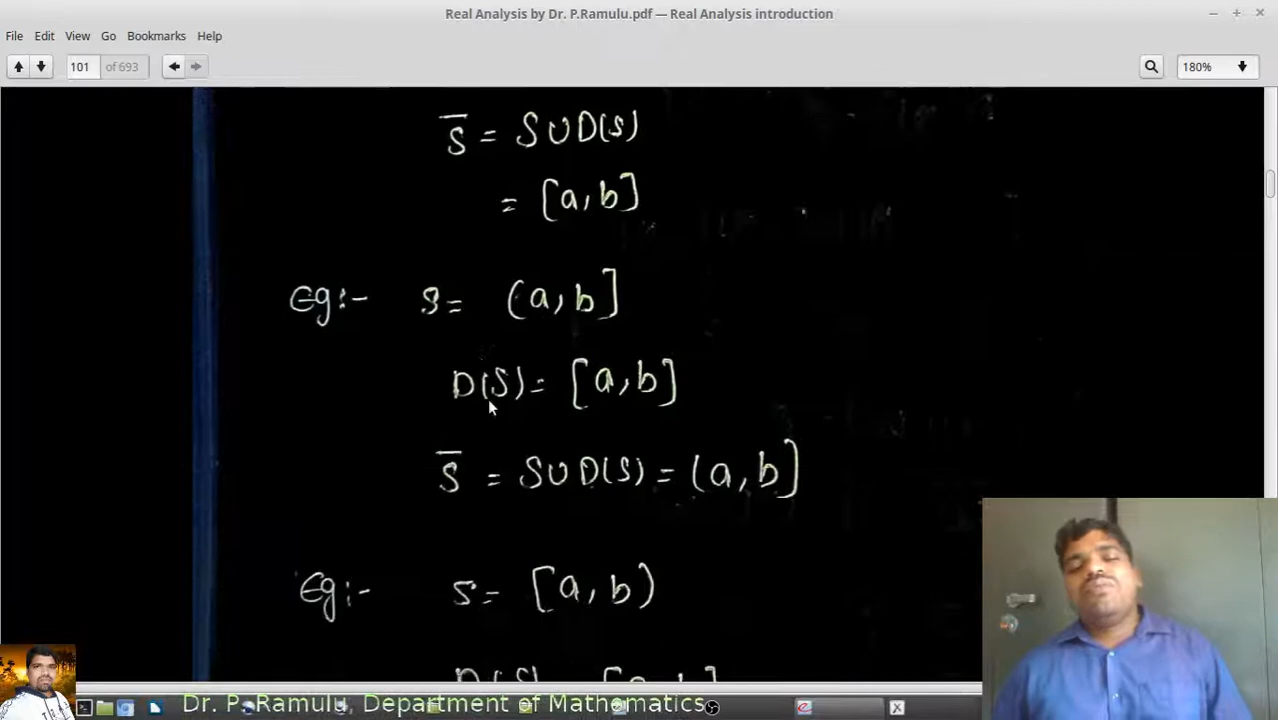 Real Analysis by Dr. P.Ramulu.pdf — Real Analysis introduction
File Edit View Go Bookmarks Help
101 of 693 180%
S̅ = S∪D(S)
= [a,b]
Eg:- S = (a,b]
D(S) = [a,b]
S̅ = S∪D(S) = (a,b]
Eg:- S = [a,b)
Dr. P. Ramulu, Department of Mathematics